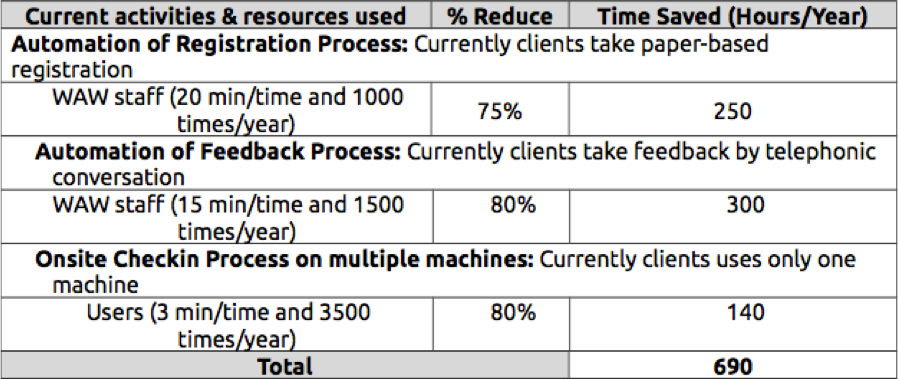 Current activities & resources used % Reduce Time Saved (Hours/Year)
Automation of Registration Process: Currently clients take paper-based
registration
WAW staff (20 min/time and 1000
times/year) 75% 250
Automation of Feedback Process: Currently clients take feedback by telephonic
conversation
WAW staff (15 min/time and 1500 80% 300
times/year)
Onsite Checkin Process on multiple machines: Currently clients uses only one
machine
Users (3 min/time and 3500 80% 140
times/year)
Total 690